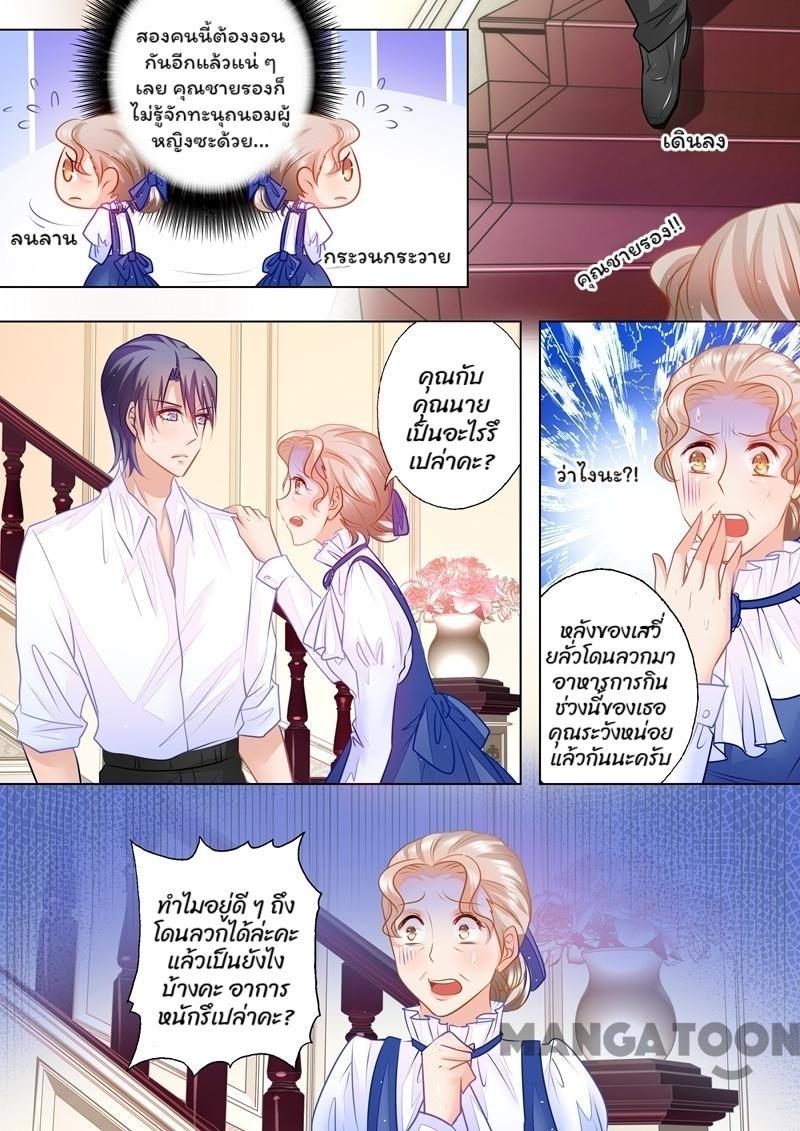 สองคนนี้ต้องงอน
กันอีกแล้วแน่ ๆ
เลย คุณชายรองก็
ไม่รู้จักทะนุถนอมผู้
หญิงซะด้วย...
ลนลาน
กระวนกระวาย
เดินลง
คุณชายรอง!!
คุณกับ
คุณนาย
เป็นอะไรรึ
เปล่าคะ?
ว่าไงนะ?!
หลังของเสวี่
ยลั่วโดนลวกมา
อาหารการกิน
ช่วงนี้ของเธอ
คุณระวังหน่อย
แล้วกันนะครับ
ทำไมอยู่ดี ๆ ถึง
โดนลวกได้ล่ะคะ
แล้วเป็นยังไง
บ้างคะ อาการ
หนักรึเปล่าคะ?
MANGATOON